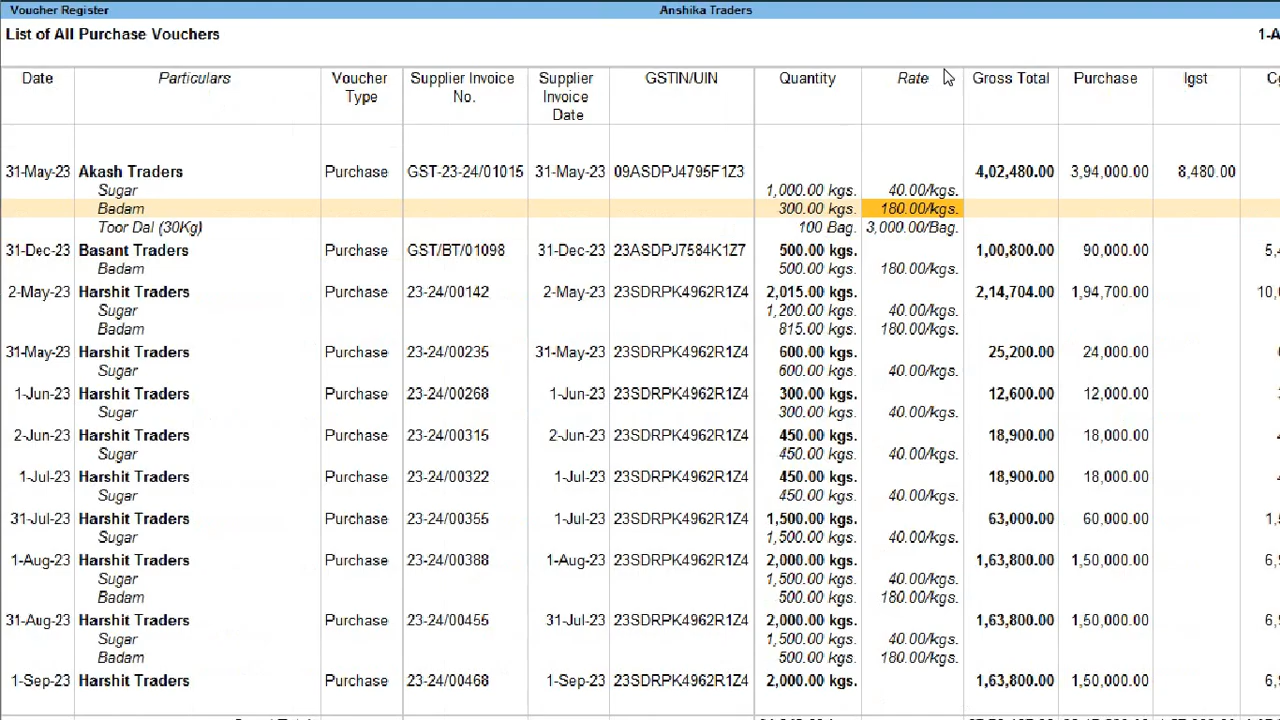 Voucher Register Anshika Traders
List of All Purchase Vouchers 1-A
Date Particulars Voucher Type Supplier Invoice No. Supplier Invoice Date GSTIN/UIN Quantity Rate Gross Total Purchase Igst
31-May-23 Akash Traders Purchase GST-23-24/01015 31-May-23 09ASDPJ4795F1Z3 4,02,480.00 3,94,000.00 8,480.00
Sugar 1,000.00 kgs. 40.00/kgs.
Badam 300.00 kgs. 180.00/kgs.
Toor Dal (30Kg) 100 Bag. 3,000.00/Bag.
31-Dec-23 Basant Traders Purchase GST/BT/01098 31-Dec-23 23ASDPJ7584K1Z7 500.00 kgs. 1,00,800.00 90,000.00 5,4
Badam 500.00 kgs. 180.00/kgs.
2-May-23 Harshit Traders Purchase 23-24/00142 2-May-23 23SDRPK4962R1Z4 2,015.00 kgs. 2,14,704.00 1,94,700.00 10,0
Sugar 1,200.00 kgs. 40.00/kgs.
Badam 815.00 kgs. 180.00/kgs.
31-May-23 Harshit Traders Purchase 23-24/00235 31-May-23 23SDRPK4962R1Z4 600.00 kgs. 25,200.00 24,000.00
Sugar 600.00 kgs. 40.00/kgs.
1-Jun-23 Harshit Traders Purchase 23-24/00268 1-Jun-23 23SDRPK4962R1Z4 300.00 kgs. 12,600.00 12,000.00
Sugar 300.00 kgs. 40.00/kgs.
2-Jun-23 Harshit Traders Purchase 23-24/00315 2-Jun-23 23SDRPK4962R1Z4 450.00 kgs. 18,900.00 18,000.00
Sugar 450.00 kgs. 40.00/kgs.
1-Jul-23 Harshit Traders Purchase 23-24/00322 1-Jul-23 23SDRPK4962R1Z4 450.00 kgs. 18,900.00 18,000.00
Sugar 450.00 kgs. 40.00/kgs.
31-Jul-23 Harshit Traders Purchase 23-24/00355 1-Jul-23 23SDRPK4962R1Z4 1,500.00 kgs. 63,000.00 60,000.00 1,5
Sugar 1,500.00 kgs. 40.00/kgs.
1-Aug-23 Harshit Traders Purchase 23-24/00388 1-Aug-23 23SDRPK4962R1Z4 2,000.00 kgs. 1,63,800.00 1,50,000.00 6,9
Sugar 1,500.00 kgs. 40.00/kgs.
Badam 500.00 kgs. 180.00/kgs.
31-Aug-23 Harshit Traders Purchase 23-24/00455 31-Jul-23 23SDRPK4962R1Z4 2,000.00 kgs. 1,63,800.00 1,50,000.00 6,9
Sugar 1,500.00 kgs. 40.00/kgs.
Badam 500.00 kgs. 180.00/kgs.
1-Sep-23 Harshit Traders Purchase 23-24/00468 1-Sep-23 23SDRPK4962R1Z4 2,000.00 kgs. 1,63,800.00 1,50,000.00 6,9